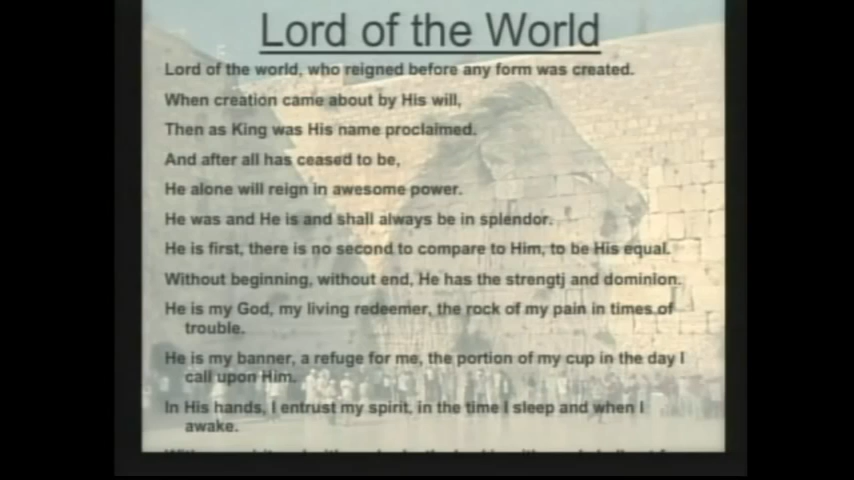 Lord of the World
Lord of the world, who reigned before any form was created.
When creation came about by His will,
Then as King was His name proclaimed.
And after all has ceased to be,
He alone will reign in awesome power.
He was and He is and shall always be in splendor.
He is first, there is no second to compare to Him, to be His equal.
Without beginning, without end, He has the strengtj and dominion.
He is my God, my living redeemer, the rock of my pain in times of
trouble.
He is my banner, a refuge for me, the portion of my cup in the day I
call upon Him.
In His hands, I entrust my spirit, in the time I sleep and when I
awake.